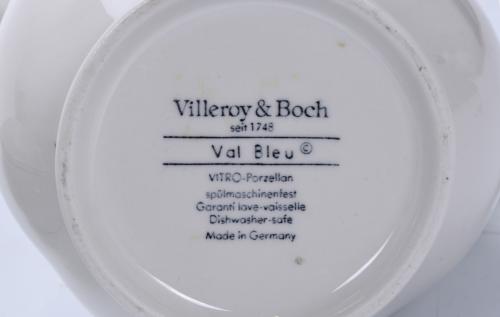 Villeroy & Boch
seit 1748
Val Bleu ©
VITRO-Porzellan
spülmaschinenfest
Garanti lave-vaisselle
Dishwasher-safe
Made in Germany